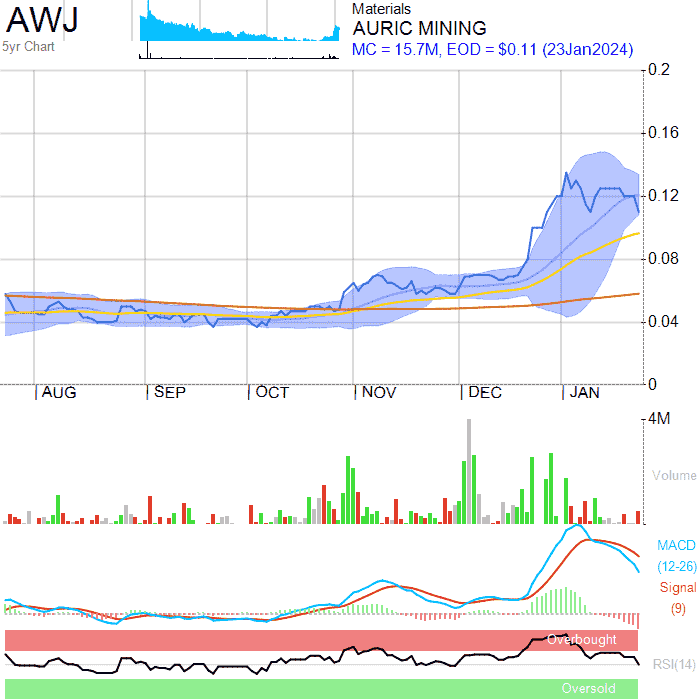 AWJ
5yr Chart
Materials
AURIC MINING
MC = 15.7M, EOD = $0.11 (23Jan2024)
0.2
0.16
0.12
0.08
0.04
0
AUG
SEP
OCT
NOV
DEC
JAN
4M
Volume
MACD
(12-26)
Signal
(9)
Overbought
RSI(14)
Oversold